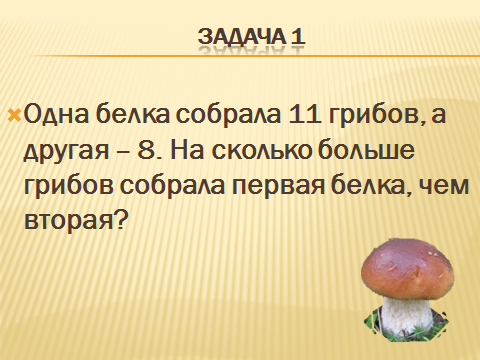 ЗАДАЧА 1
Одна белка собрала 11 грибов, а
другая – 8. На сколько больше
грибов собрала первая белка, чем
вторая?